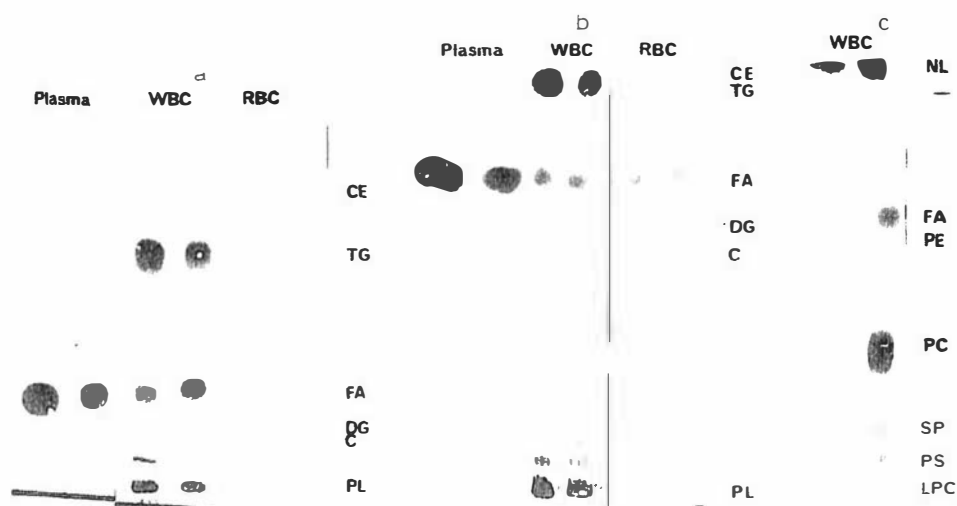 a
Plasma WBC RBC
CE
TG
FA
DG
C
PL
b
Plasma WBC RBC
CE
TG
FA
DG
C
PL
c
WBC
NL
FA
PE
PC
SP
PS
LPC